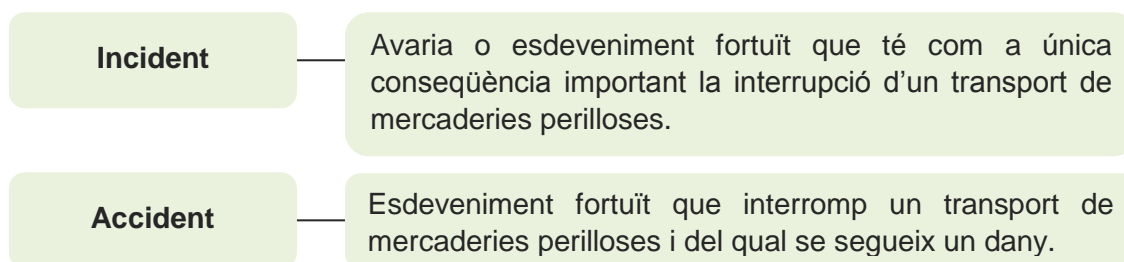 Incident
Avaria o esdeveniment fortuït que té com a única
conseqüència important la interrupció d’un transport de
mercaderies perilloses.
Accident
Esdeveniment fortuït que interromp un transport de
mercaderies perilloses i del qual se segueix un dany.